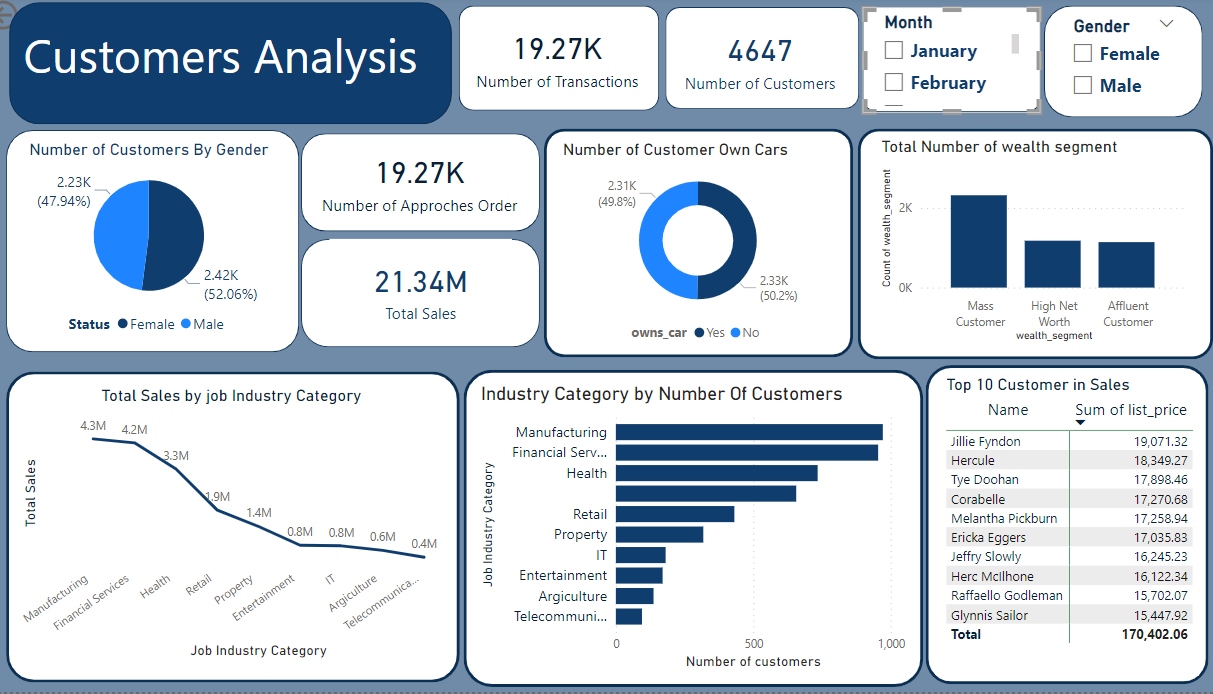 Customers Analysis
19.27K
Number of Transactions
4647
Number of Customers
Month
January
February
Gender
Female
Male
Number of Customers By Gender
2.23K
(47.94%)
2.42K
(52.06%)
Status Female Male
19.27K
Number of Approches Order
21.34M
Total Sales
Number of Customer Own Cars
2.31K
(49.8%)
2.33K
(50.2%)
owns_car Yes No
Total Number of wealth segment
Count of wealth_segment
2K
0K
Mass
Customer
High Net
Worth
Affluent
Customer
wealth_segment
Total Sales by job Industry Category
Total Sales
4.3M
4.2M
3.3M
1.9M
1.4M
0.8M
0.8M
0.6M
0.4M
Manufacturing
Financial Services
Health
Retail
Property
Entertainment
IT
Argiculture
Telecommunica...
Job Industry Category
Industry Category by Number Of Customers
Job Industry Category
Manufacturing
Financial Serv...
Health
Retail
Property
IT
Entertainment
Argiculture
Telecommuni...
0 500 1,000
Number of customers
Top 10 Customer in Sales
Name Sum of list_price
Jillie Fyndon 19,071.32
Hercule 18,349.27
Tye Doohan 17,898.46
Corabelle 17,270.68
Melantha Pickburn 17,258.94
Ericka Eggers 17,035.83
Jeffry Slowly 16,245.23
Herc McIlhone 16,122.34
Raffaello Godleman 15,702.07
Glynnis Sailor 15,447.92
Total 170,402.06